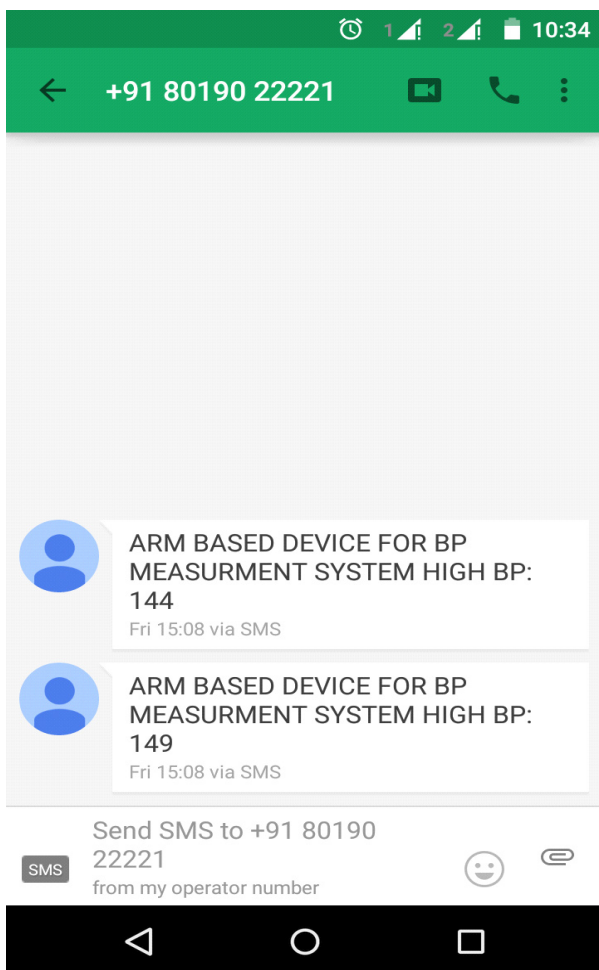 1 2 10:34
+91 80190 22221
ARM BASED DEVICE FOR BP
MEASURMENT SYSTEM HIGH BP:
144
Fri 15:08 via SMS
ARM BASED DEVICE FOR BP
MEASURMENT SYSTEM HIGH BP:
149
Fri 15:08 via SMS
Send SMS to +91 80190
22221
SMS
from my operator number